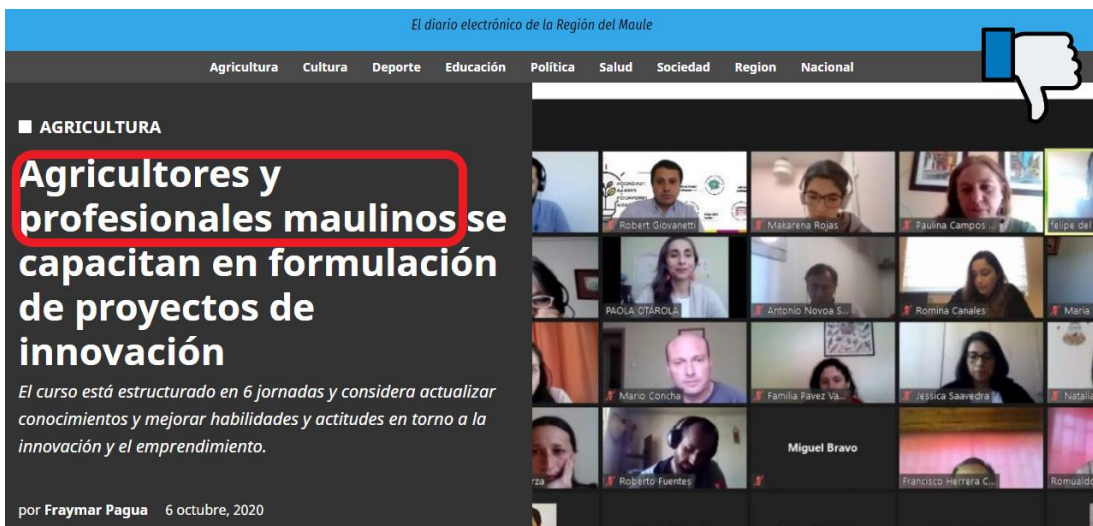 El diario electrónico de la Región del Maule
Agricultura Cultura Deporte Educación Política Salud Sociedad Region Nacional
AGRICULTURA
Agricultores y
profesionales maulinos se
capacitan en formulación
de proyectos de
innovación
El curso está estructurado en 6 jornadas y considera actualizar
conocimientos y mejorar habilidades y actitudes en torno a la
innovación y el emprendimiento.
por Fraymar Pagua 6 octubre, 2020
Robert Giovanetti
Makarena Rojas
Paulina Campos ...
felipe del
PAOLA OTAROLA
Antonio Novoa S...
Romina Canales
Maria
Mario Concha
Familia Pavez Va...
Jessica Saavedra
Natalia
rza
Roberto Fuentes
Miguel Bravo
Francisco Herrera C...
Romualdo